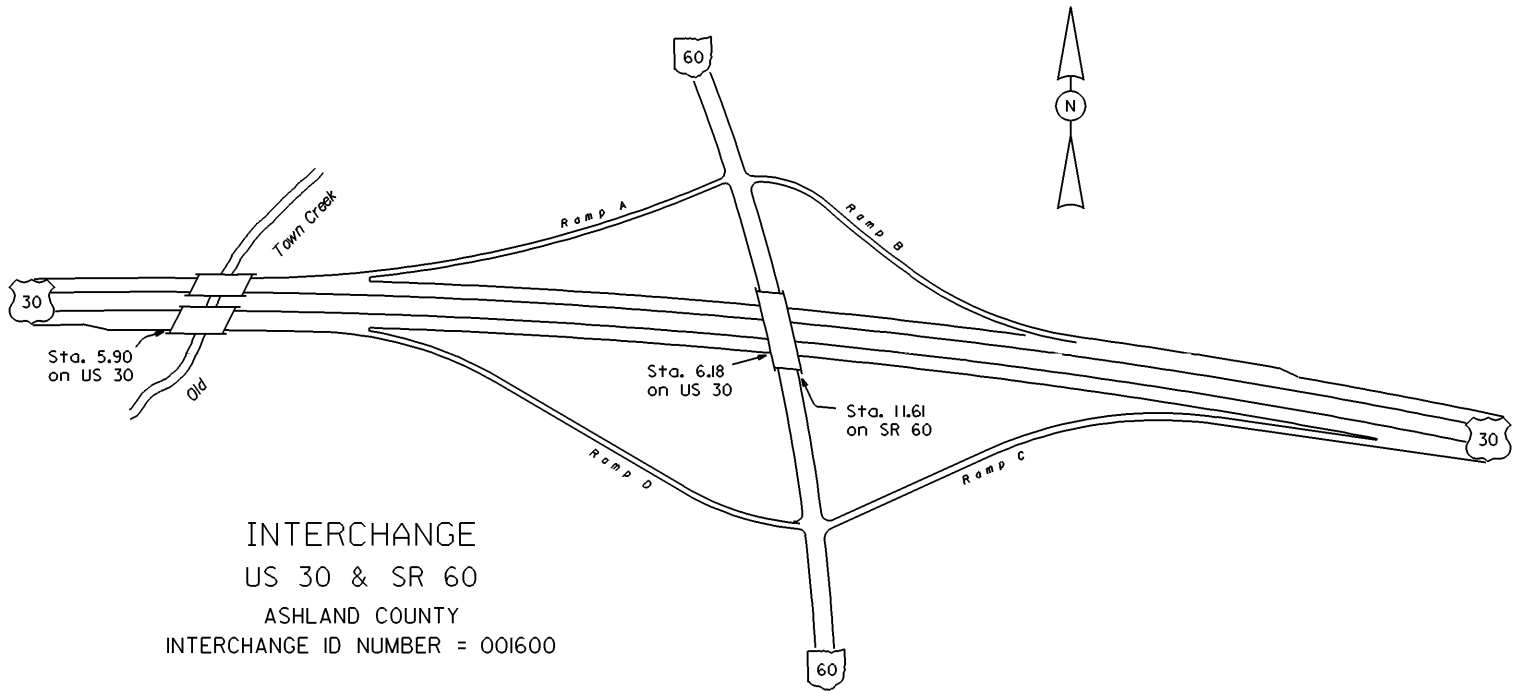 60
N
Ramp A
Ramp B
Town Creek
30
Sta. 5.90
on US 30
Old
Sta. 6.18
on US 30
Sta. 11.61
on SR 60
30
Ramp D
Ramp C
INTERCHANGE
US 30 & SR 60
ASHLAND COUNTY
INTERCHANGE ID NUMBER = 001600
60